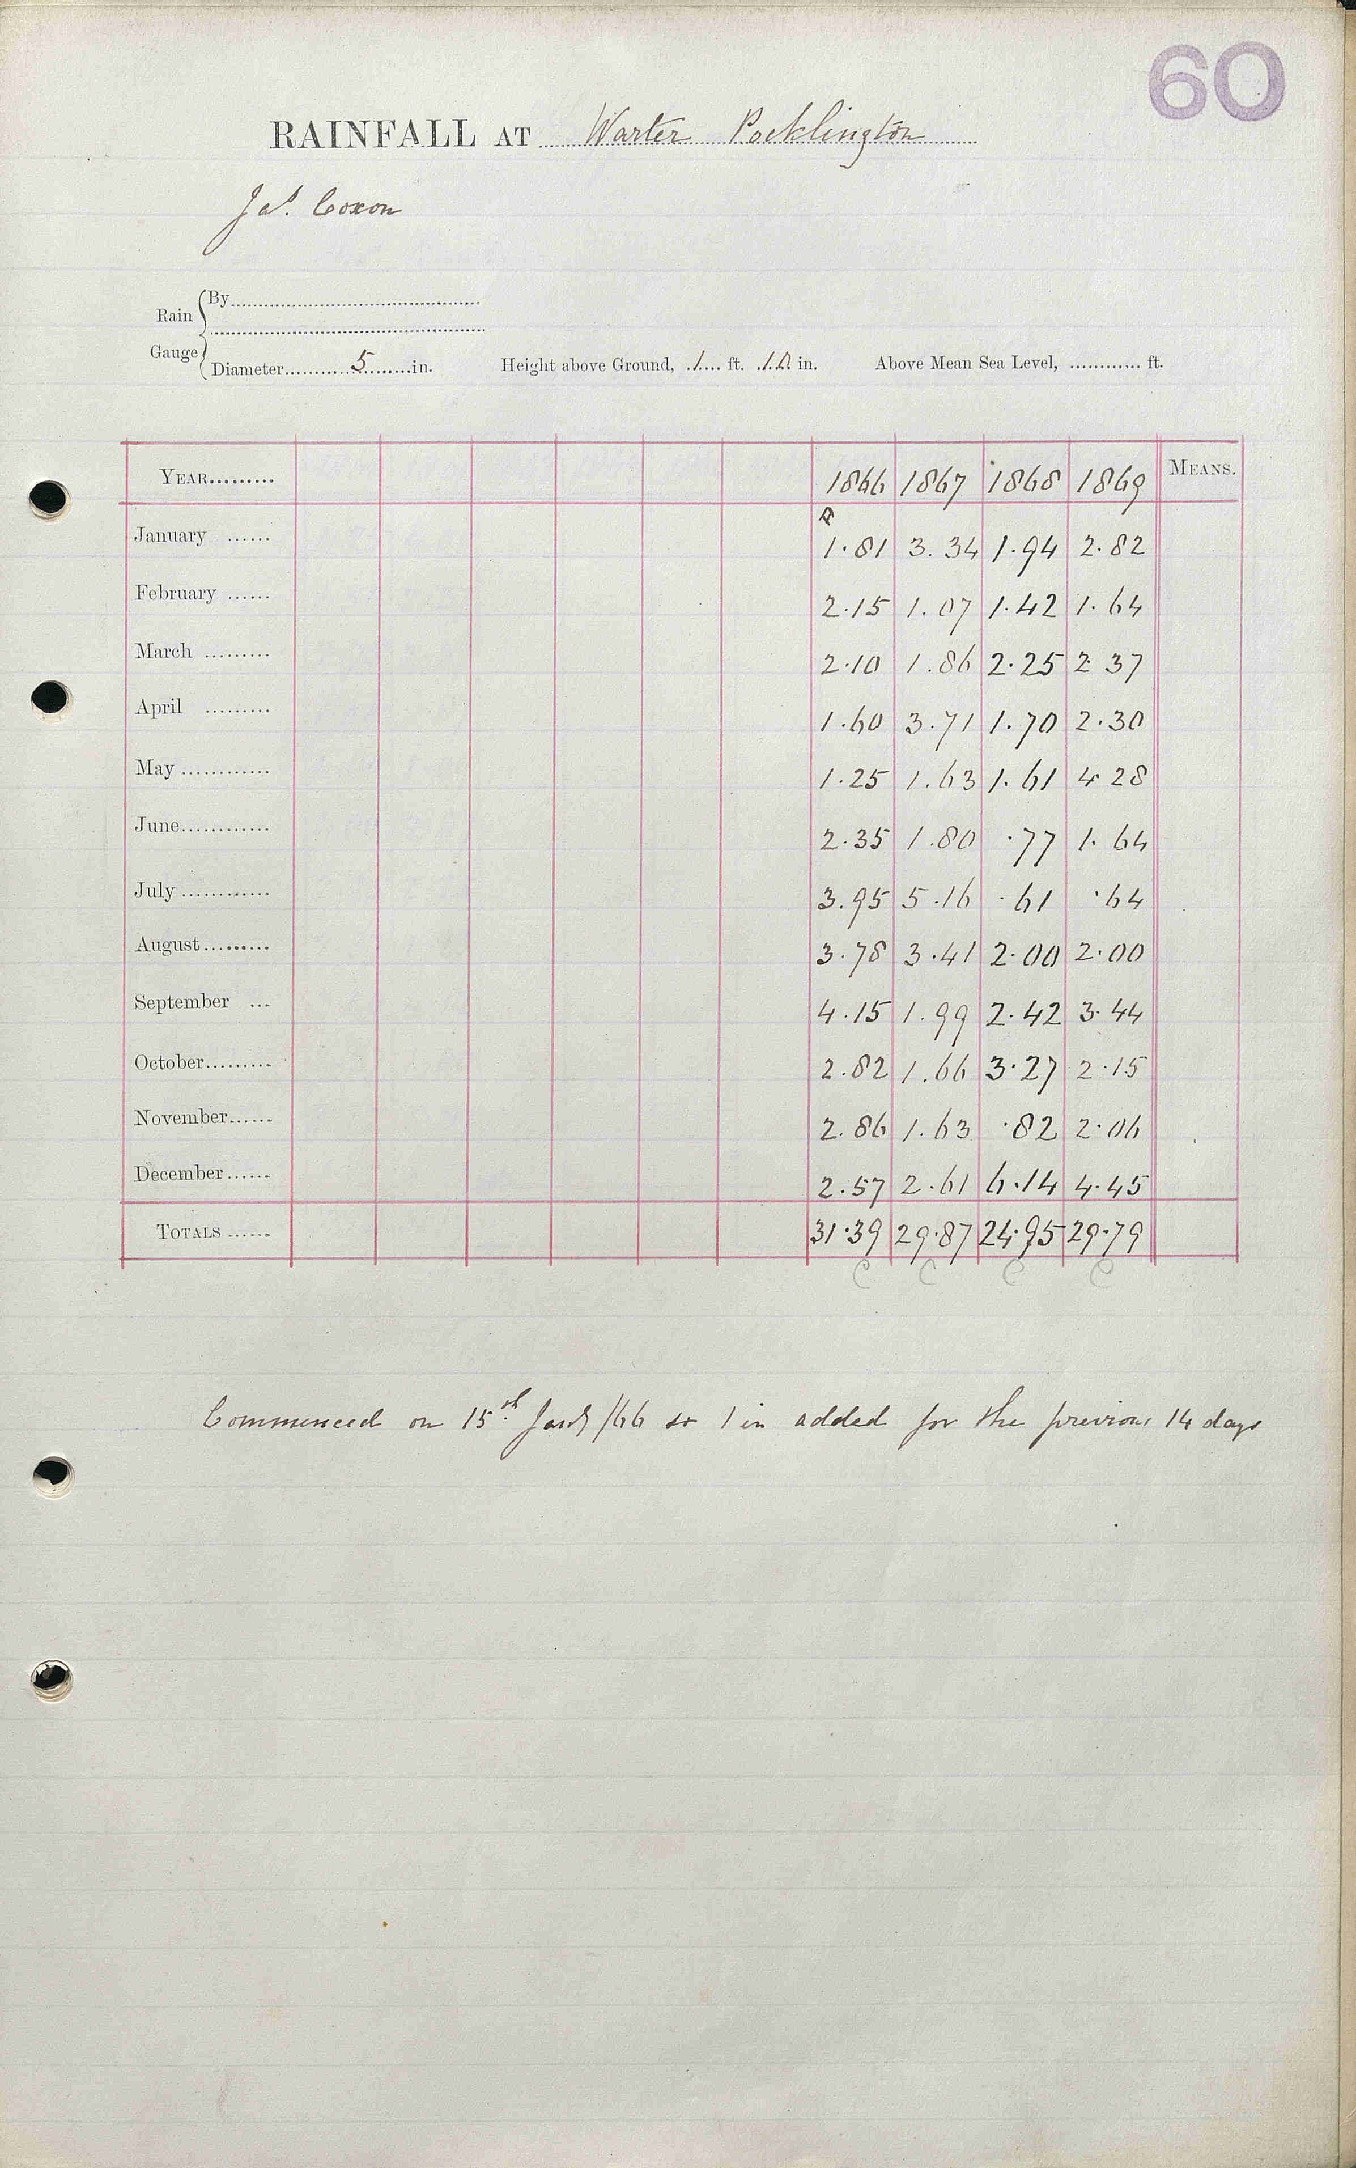 60
RAINFALL AT Warter Pocklington
Jas. Coxon
Rain Gauge
By
Diameter 5 in. Height above Ground, 1 ft. 10 in. Above Mean Sea Level, ft.
YEAR 1866 1867 1868 1869 MEANS.
January 1.81 3.34 1.94 2.82
February 2.15 1.07 1.42 1.64
March 2.10 1.86 2.25 2 37
April 1.60 3.71 1.70 2.30
May 1.25 1.63 1.61 4 28
June 2.35 1.80 .77 1.64
July 3.95 5.16 .61 .64
August 3.78 3.41 2.00 2.00
September 4.15 1.99 2.42 3.44
October 2.82 1.66 3.27 2.15
November 2.86 1.63 .82 2.06
December 2.57 2.61 6.14 4.45
TOTALS 31.39 29.87 24.95 29.79
C C C C
Commenced on 15th Jany /66 so 1 in added for the previous 14 days